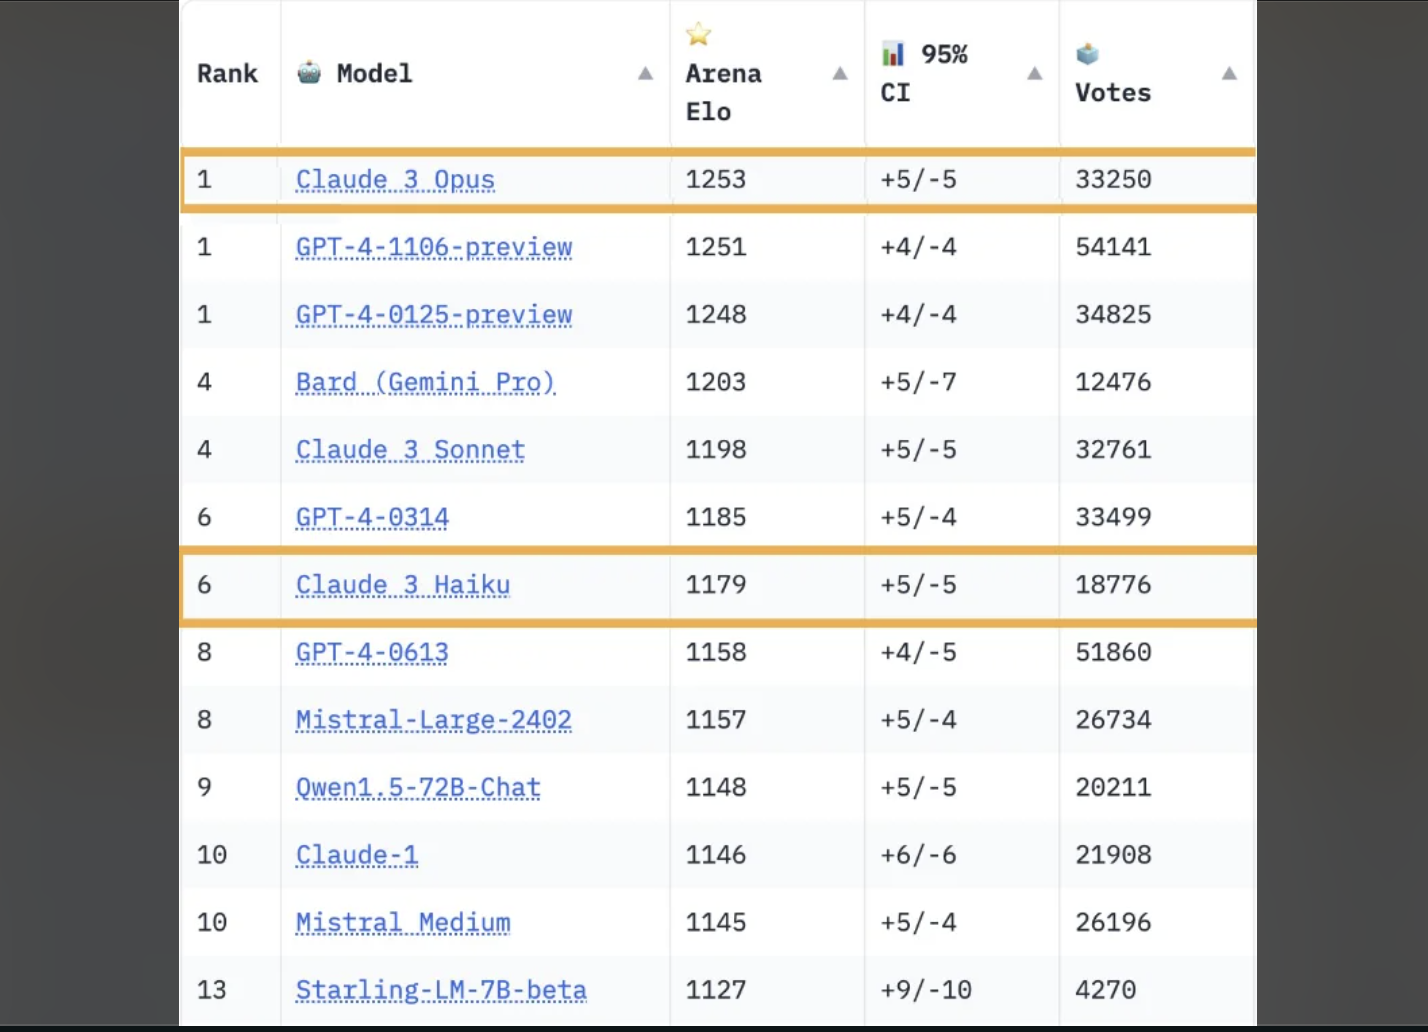 Rank 🤖 Model ▲ ⭐ Arena Elo ▲ 📊 95% CI ▲ 🗳️ Votes ▲
1 Claude 3 Opus 1253 +5/-5 33250
1 GPT-4-1106-preview 1251 +4/-4 54141
1 GPT-4-0125-preview 1248 +4/-4 34825
4 Bard (Gemini Pro) 1203 +5/-7 12476
4 Claude 3 Sonnet 1198 +5/-5 32761
6 GPT-4-0314 1185 +5/-4 33499
6 Claude 3 Haiku 1179 +5/-5 18776
8 GPT-4-0613 1158 +4/-5 51860
8 Mistral-Large-2402 1157 +5/-4 26734
9 Qwen1.5-72B-Chat 1148 +5/-5 20211
10 Claude-1 1146 +6/-6 21908
10 Mistral Medium 1145 +5/-4 26196
13 Starling-LM-7B-beta 1127 +9/-10 4270